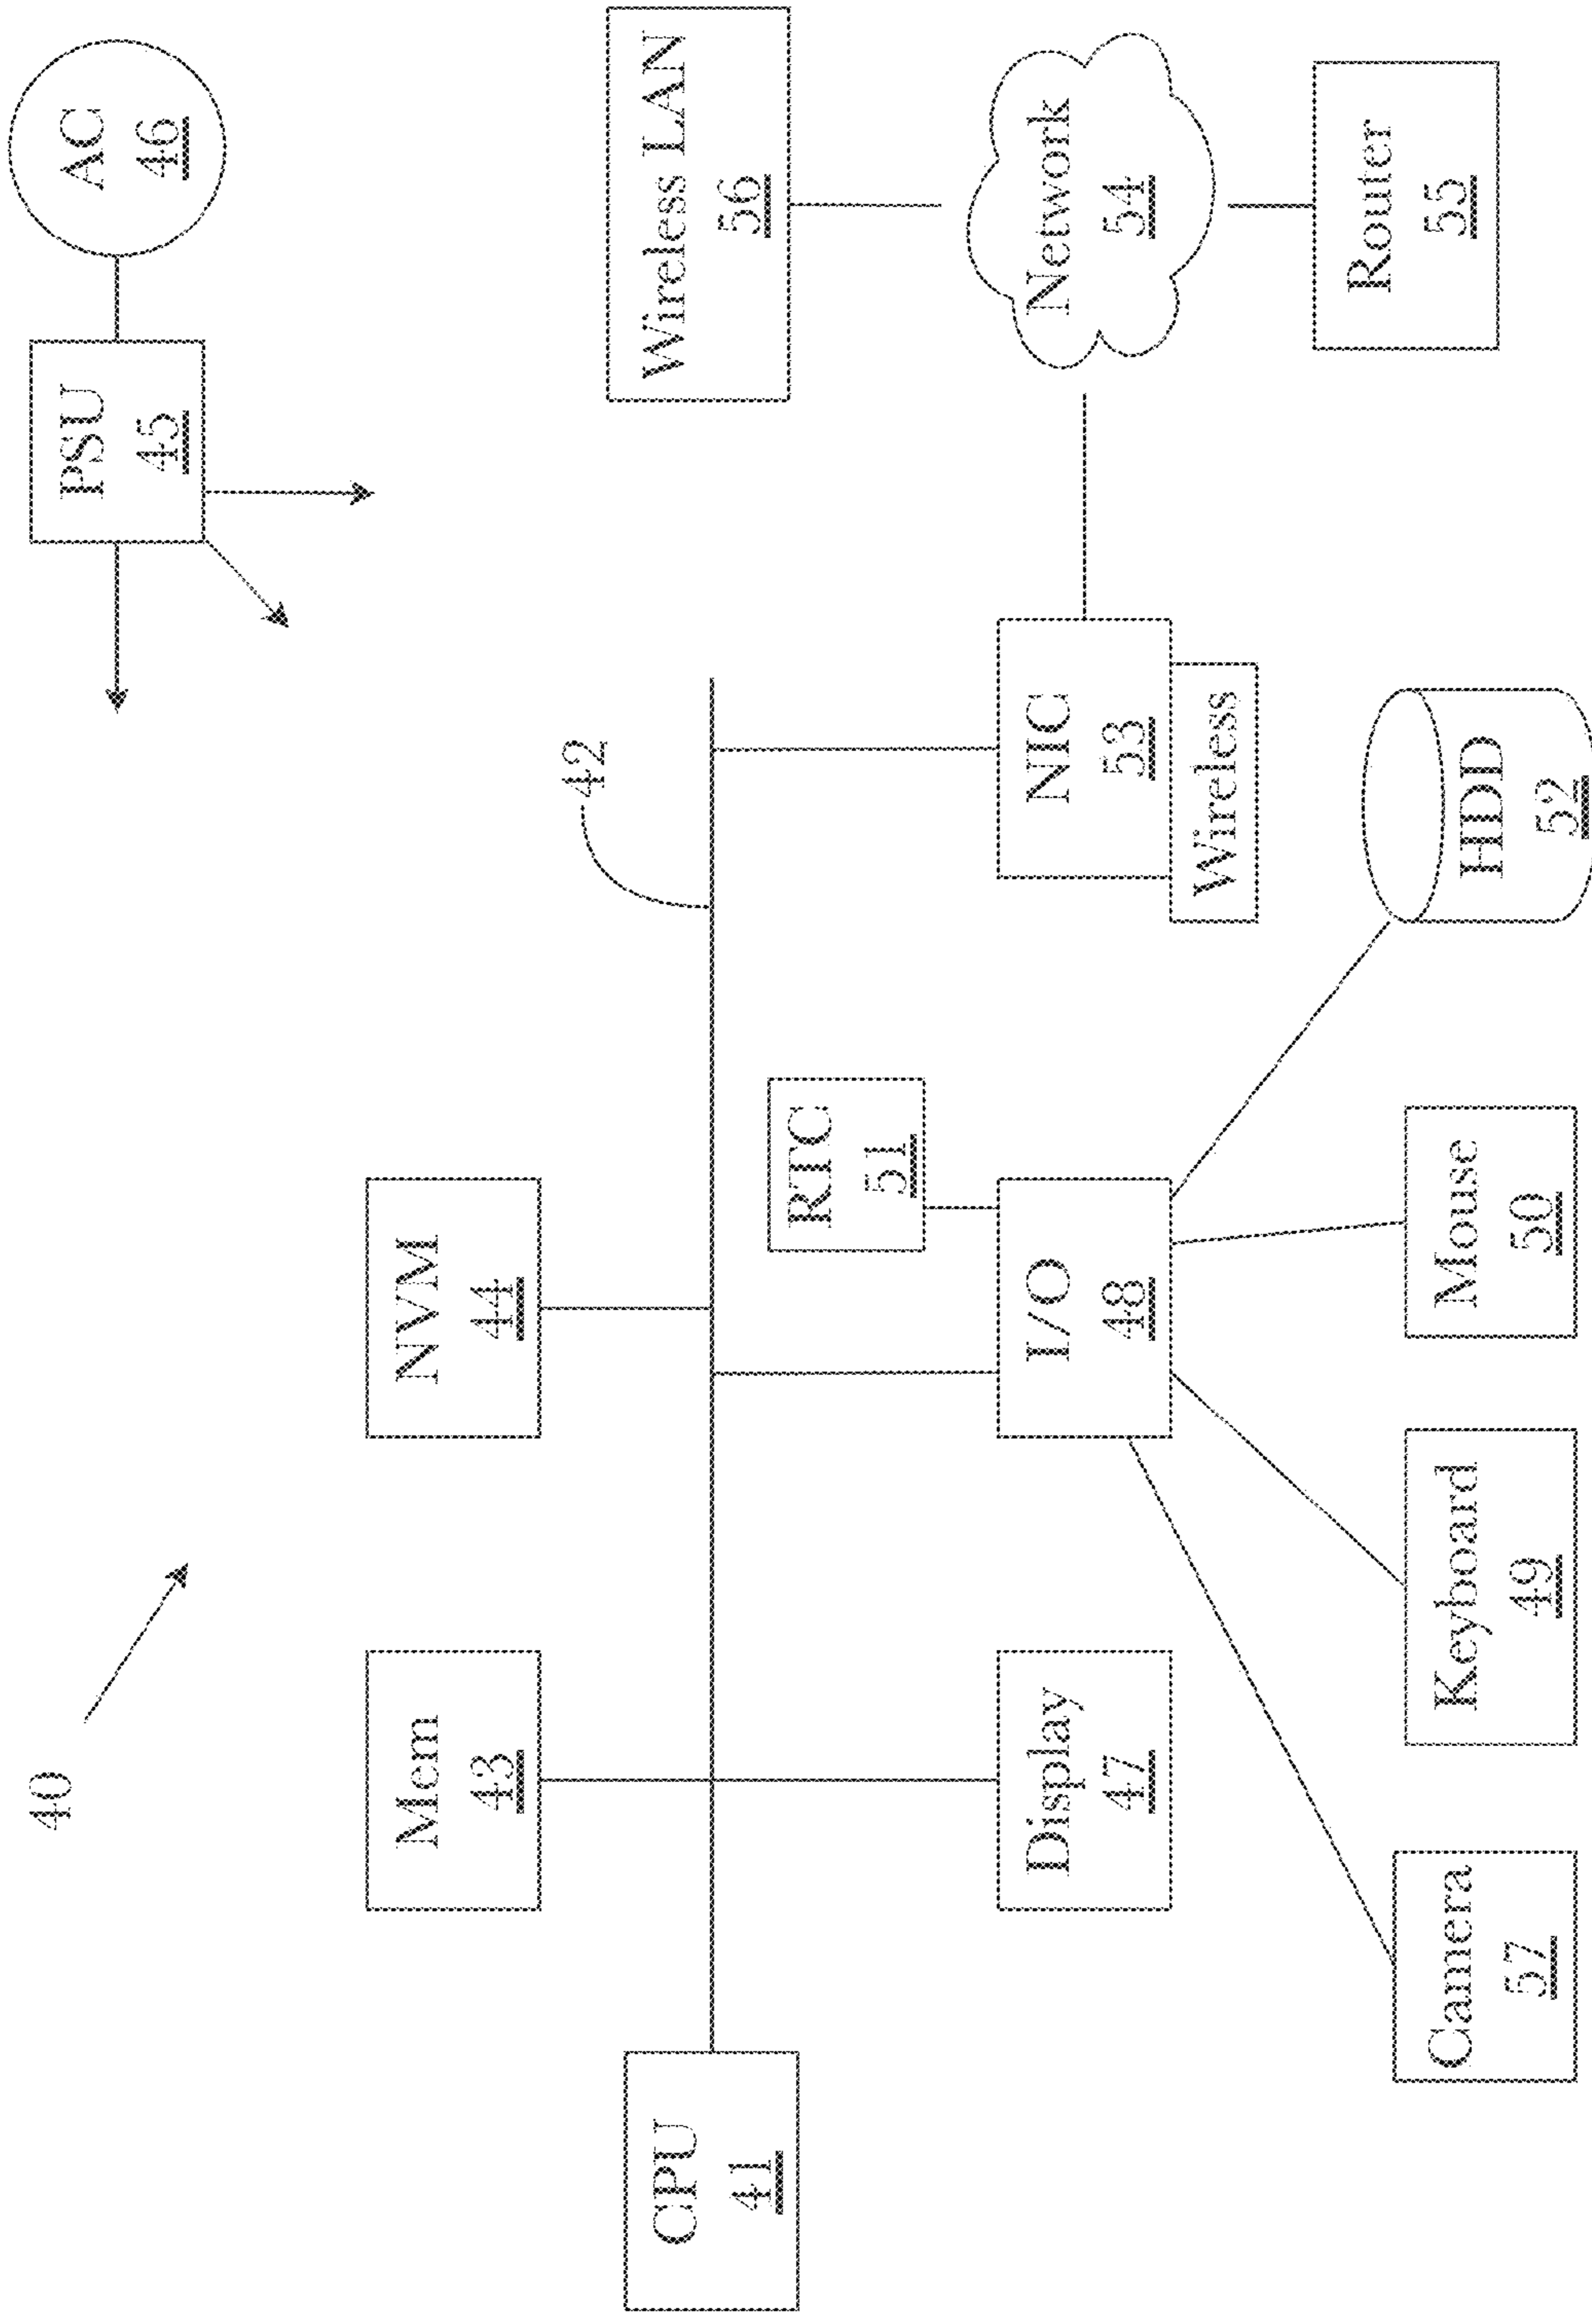 40
PSU
45
AC
46
Mem
43
NVM
44
42
Wireless LAN
56
CPU
41
RTC
51
Display
47
I/O
48
NIC
53
Wireless
Network
54
Camera
57
Keyboard
49
Mouse
50
HDD
52
Router
55